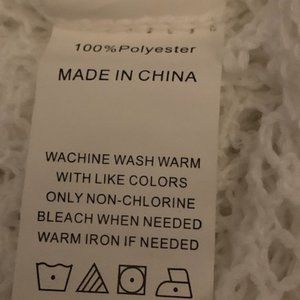 100%Polyester
MADE IN CHINA
WACHINE WASH WARM
WITH LIKE COLORS
ONLY NON-CHLORINE
BLEACH WHEN NEEDED
WARM IRON IF NEEDED